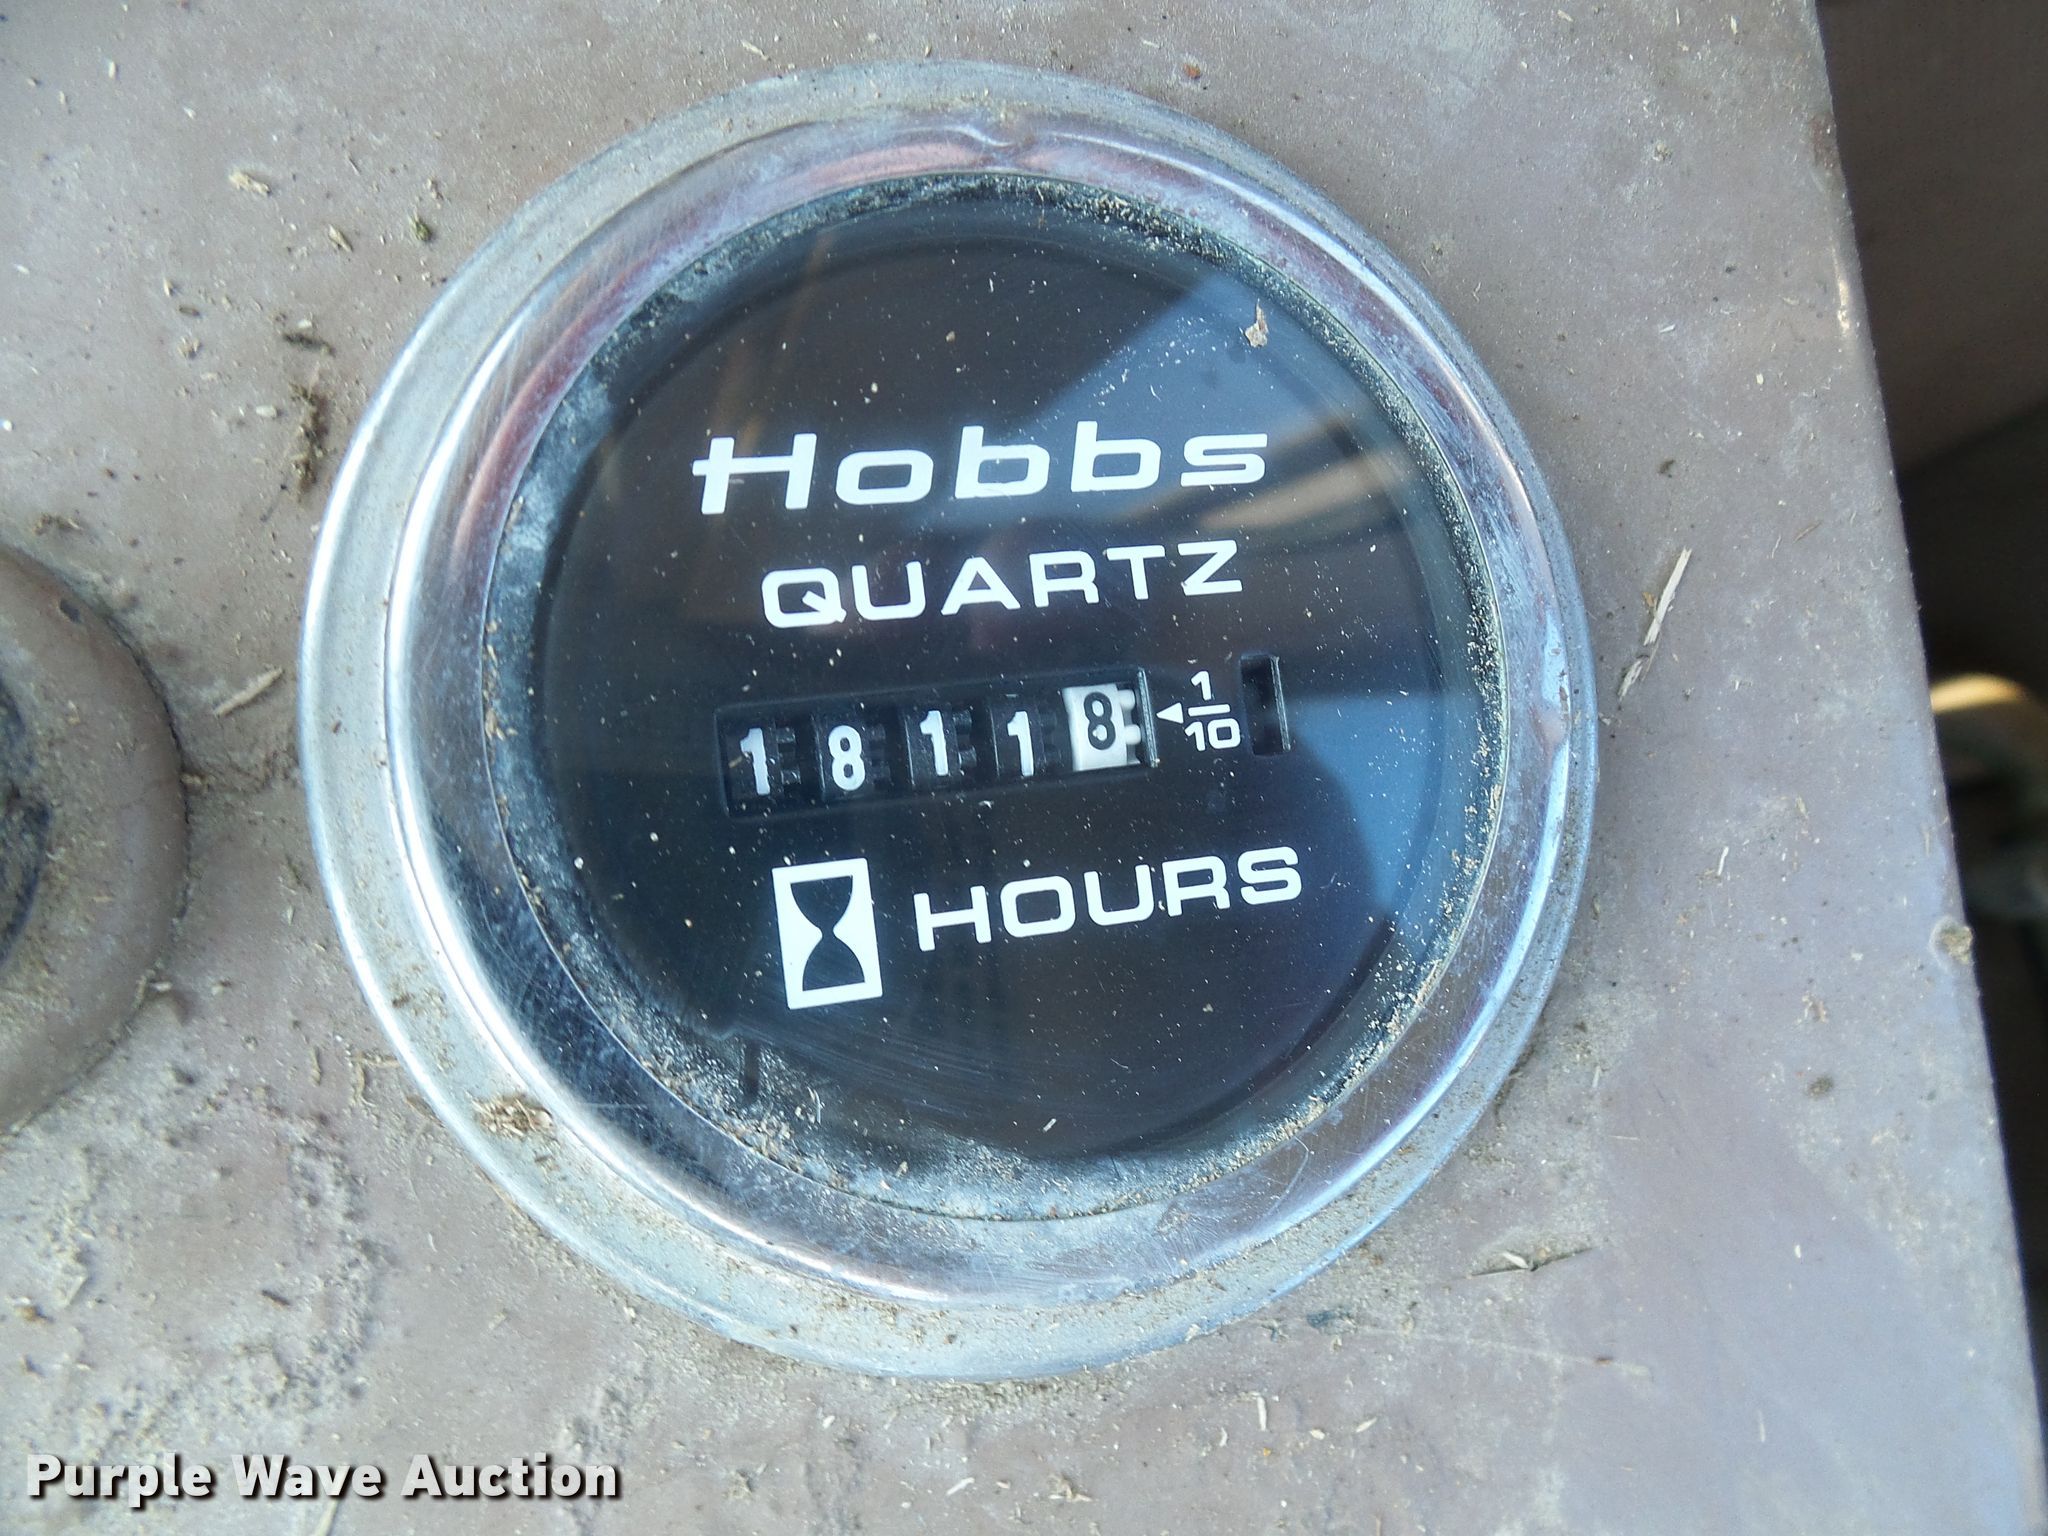 Hobbs
QUARTZ
18118 ◄ 1/10
HOURS
Purple Wave Auction